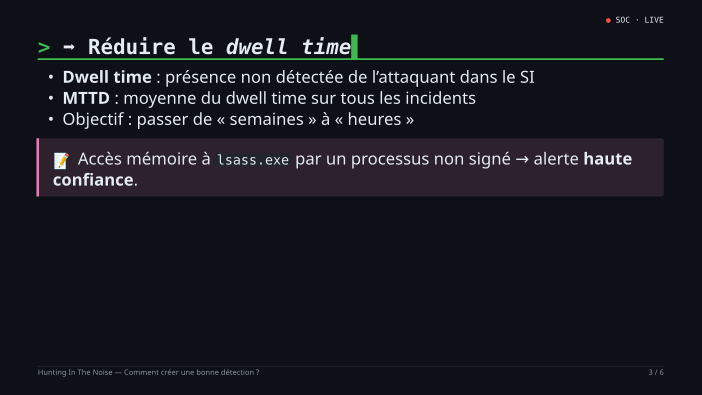 ● SOC · LIVE
> ➡ Réduire le dwell time
• Dwell time : présence non détectée de l'attaquant dans le SI
• MTTD : moyenne du dwell time sur tous les incidents
• Objectif : passer de « semaines » à « heures »
📝 Accès mémoire à lsass.exe par un processus non signé → alerte haute
confiance.
Hunting In The Noise — Comment créer une bonne détection ?
3 / 6